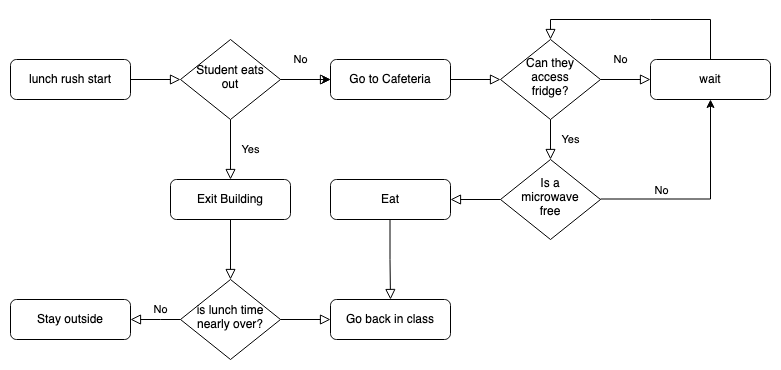 No
No
lunch rush start
Student eats
out
Go to Cafeteria
Can they
access
fridge?
wait
Yes
Yes
Exit Building
Eat
Is a
microwave
free
No
Stay outside
No
is lunch time
nearly over?
Go back in class